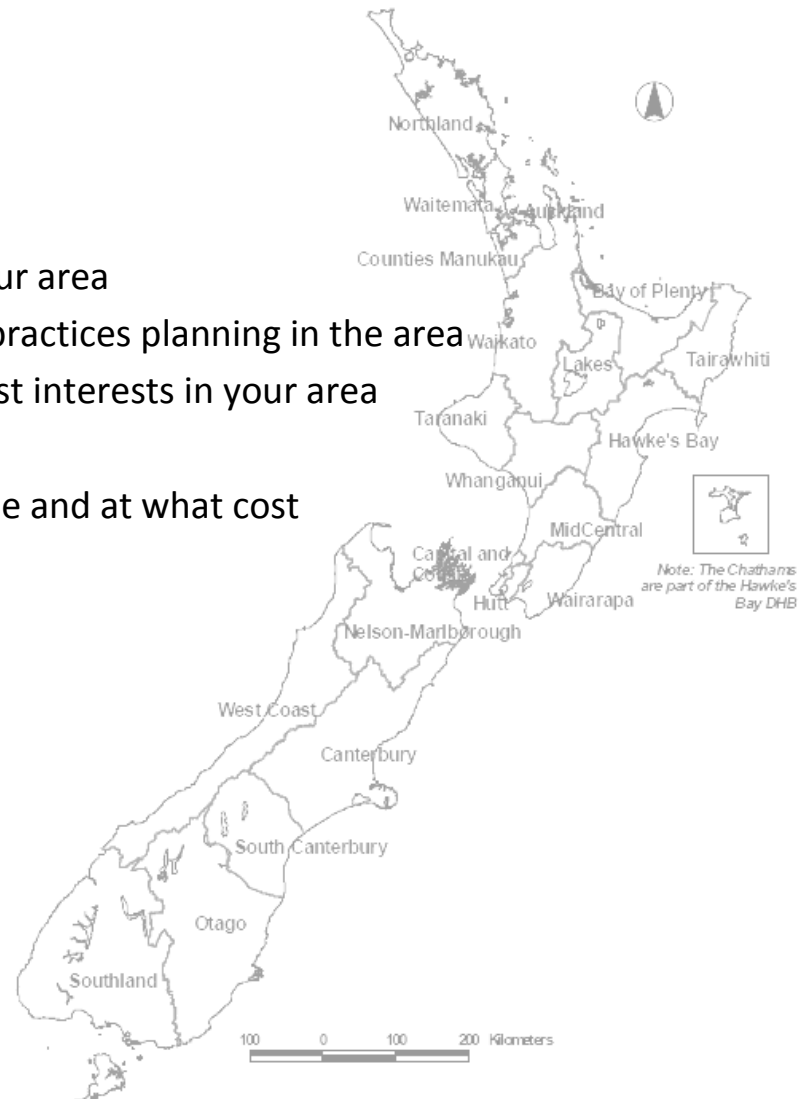 Northland
Waitemata
Auckland
Counties Manukau
ur area
Bay of Plenty
practices planning in the area
Waikato
Lakes
Tairawhiti
st interests in your area
Taranaki
Hawke's Bay
Whanganui
e and at what cost
MidCentral
Capital and
Note: The Chathams
are part of the Hawke's
Bay DHB
Hutt
Wairarapa
Nelson-Marlborough
West Coast
Canterbury
South Canterbury
Otago
Southland
100 0 100 200 Kilometers